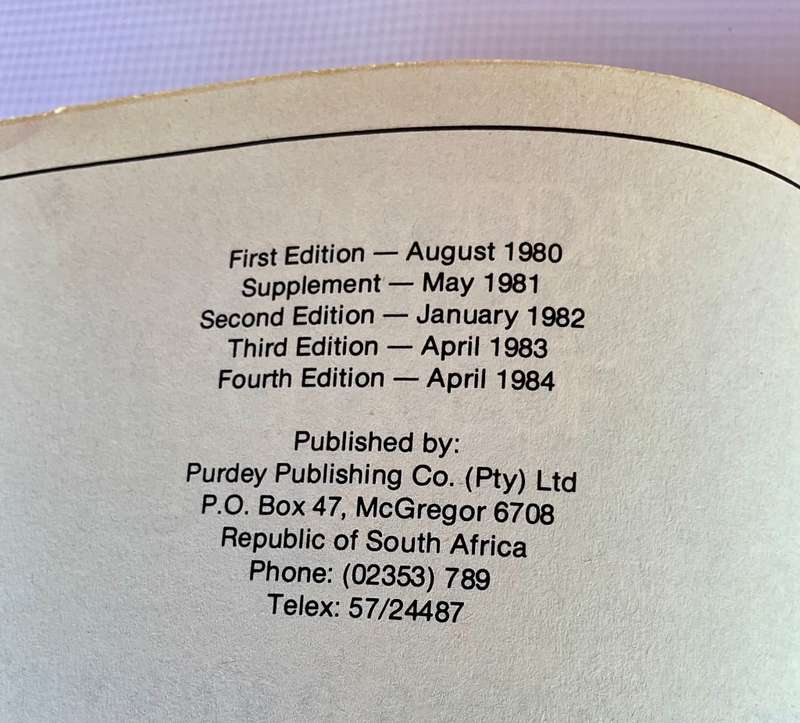 First Edition — August 1980
Supplement — May 1981
Second Edition — January 1982
Third Edition — April 1983
Fourth Edition — April 1984
Published by:
Purdey Publishing Co. (Pty) Ltd
P.O. Box 47, McGregor 6708
Republic of South Africa
Phone: (02353) 789
Telex: 57/24487